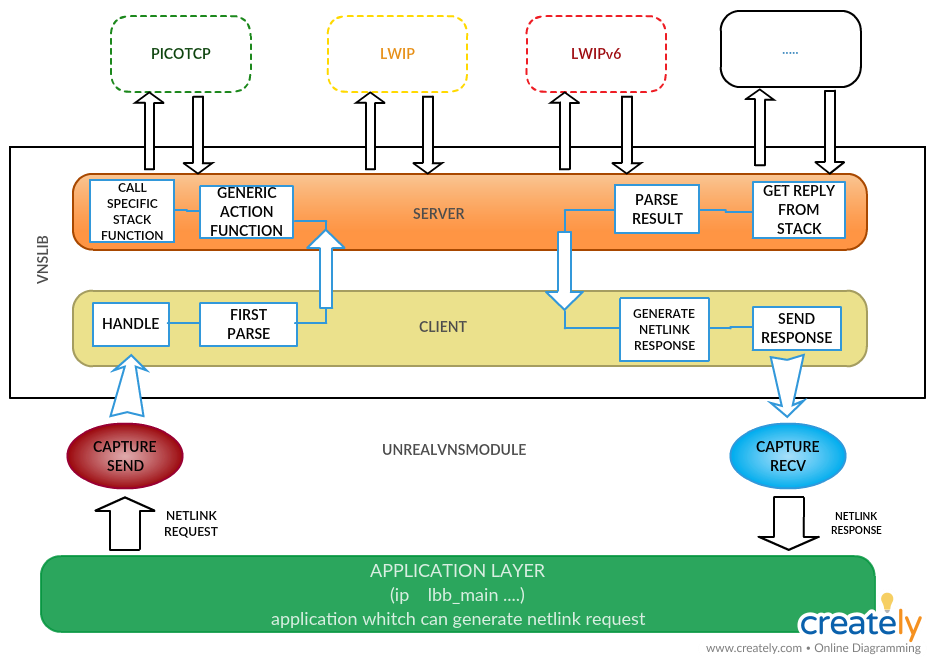 PICOTCP
LWIP
LWIPv6
.....
VNSLIB
CALL
SPECIFIC
STACK
FUNCTION
GENERIC
ACTION
FUNCTION
SERVER
PARSE
RESULT
GET REPLY
FROM
STACK
HANDLE
FIRST
PARSE
CLIENT
GENERATE
NETLINK
RESPONSE
SEND
RESPONSE
CAPTURE
SEND
UNREALVNSMODULE
CAPTURE
RECV
NETLINK
REQUEST
NETLINK
RESPONSE
APPLICATION LAYER
(ip lbb_main ....)
application whitch can generate netlink request
creately
www.creately.com • Online Diagramming